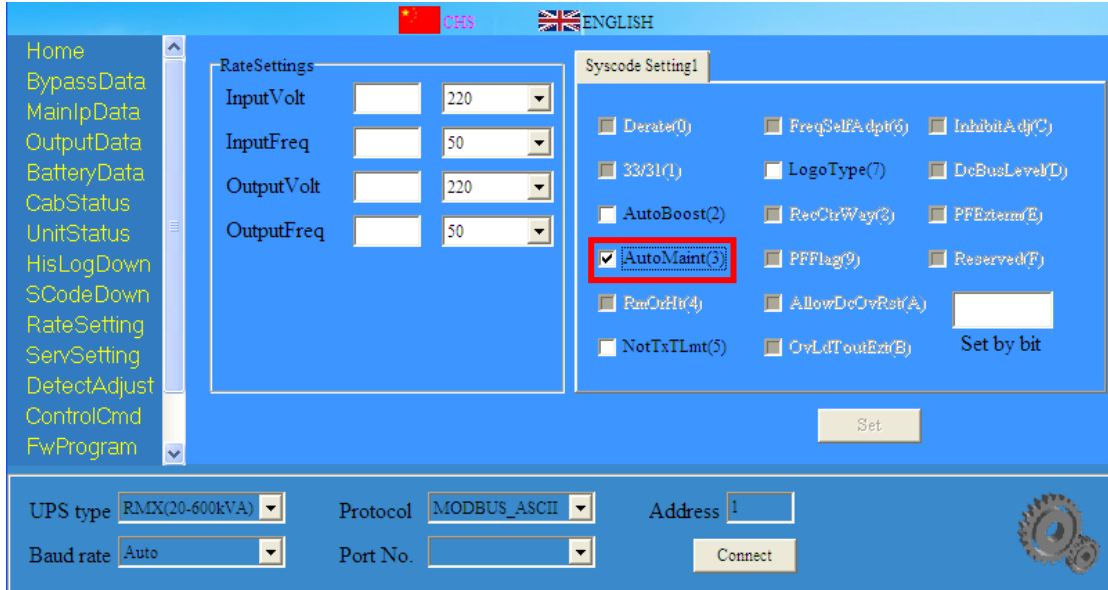 CHS ENGLISH
Home
BypassData
MainIpData
OutputData
BatteryData
CabStatus
UnitStatus
HisLogDown
SCodeDown
RateSetting
ServSetting
DetectAdjust
ControlCmd
FwProgram
RateSettings
InputVolt 220
InputFreq 50
OutputVolt 220
OutputFreq 50
Syscode Setting1
Derate(0) FreqSelfAdpt(6) InhibitAdj(C)
33/31(1) LogoType(7) DcBusLevel(D)
AutoBoost(2) RecCtrWay(8) PFExterm(E)
AutoMaint(3) PFFlag(9) Reserved(F)
RmOrHt(4) AllowDcOvRst(A)
NotTxTLmt(5) OvLdToutExt(B) Set by bit
Set
UPS type RMX(20-600kVA) Protocol MODBUS_ASCII Address 1
Baud rate Auto Port No. Connect